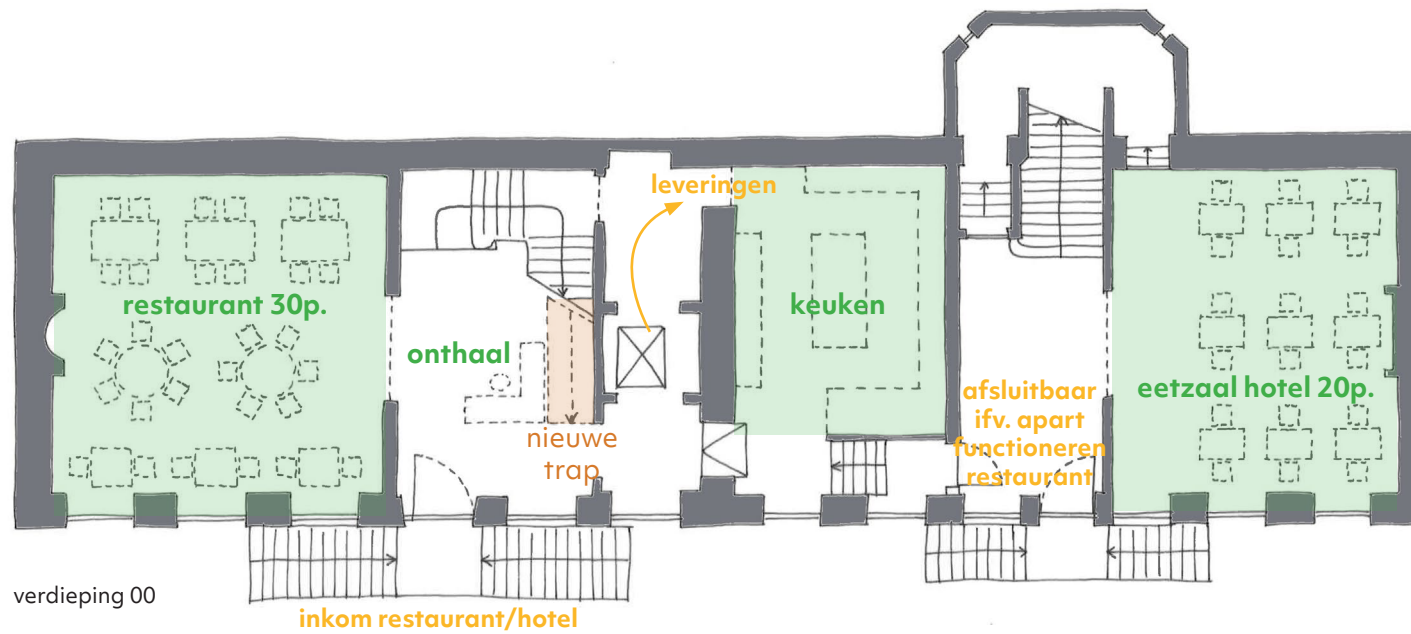 leveringen
restaurant 30p.
keuken
onthaal
afsluitbaar
ifv. apart
functioneren
restaurant
eetzaal hotel 20p.
nieuwe
trap
verdieping 00
inkom restaurant/hotel